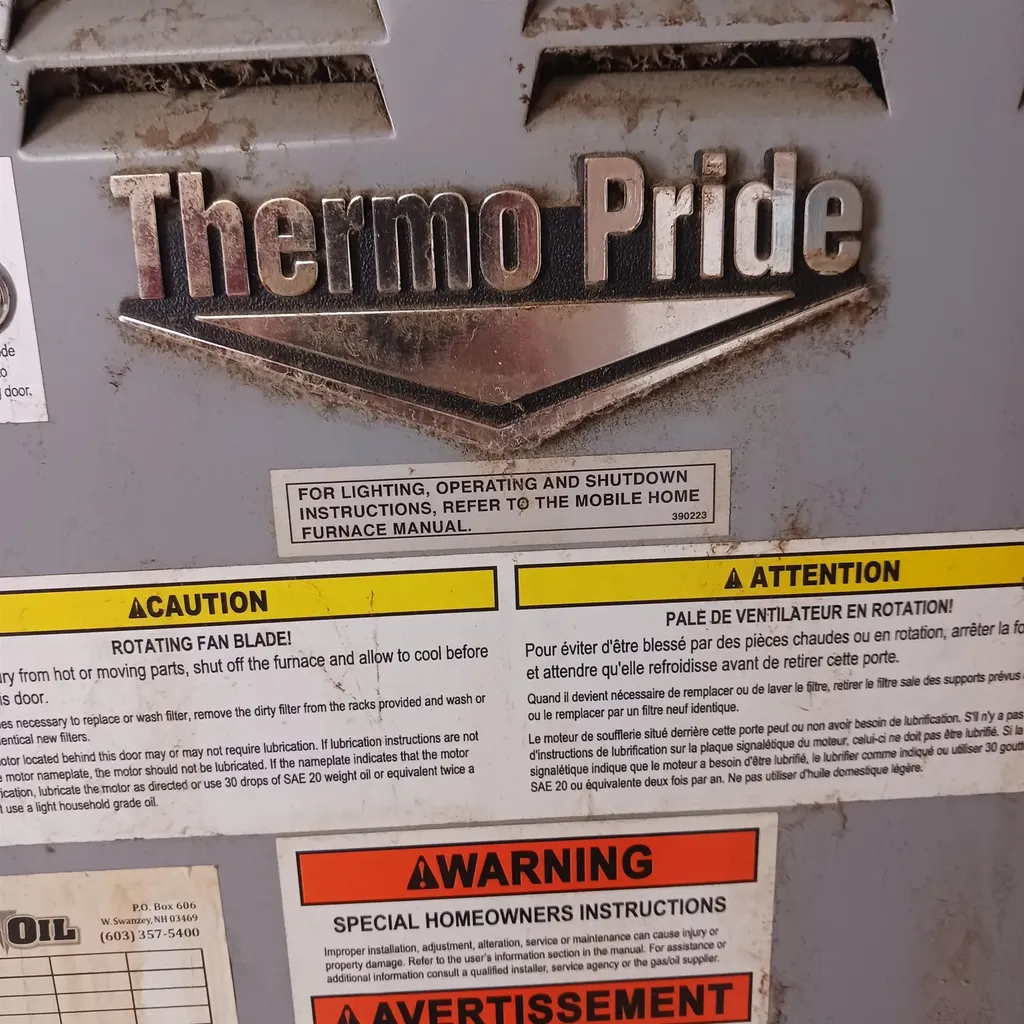 Thermo Pride
de
o
door.
FOR LIGHTING, OPERATING AND SHUTDOWN
INSTRUCTIONS, REFER TO THE MOBILE HOME
FURNACE MANUAL.
390223
⚠CAUTION
ROTATING FAN BLADE!
ry from hot or moving parts, shut off the furnace and allow to cool before
is door.
es necessary to replace or wash filter, remove the dirty filter from the racks provided and wash or
entical new filters.
otor located behind this door may or may not require lubrication. If lubrication instructions are not
e motor nameplate, the motor should not be lubricated. If the nameplate indicates that the motor
ication, lubricate the motor as directed or use 30 drops of SAE 20 weight oil or equivalent twice a
t use a light household grade oil.
⚠ ATTENTION
PALE DE VENTILATEUR EN ROTATION!
Pour éviter d'être blessé par des pièces chaudes ou en rotation, arrêter la fo
et attendre qu'elle refroidisse avant de retirer cette porte.
Quand il devient nécessaire de remplacer ou de laver le filtre, retirer le filtre sale des supports prévus
ou le remplacer par un filtre neuf identique.
Le moteur de soufflerie situé derrière cette porte peut ou non avoir besoin de lubrification. S'il n'y a pas
d'instructions de lubrification sur la plaque signalétique du moteur, celui-ci ne doit pas être lubrifié. Si la
signalétique indique que le moteur a besoin d'être lubrifié, le lubrifier comme indiqué ou utiliser 30 goutt
SAE 20 ou équivalente deux fois par an. Ne pas utiliser d'huile domestique légère.
OIL
P.O. Box 606
W. Swanzey, NH 03469
(603) 357-5400
⚠WARNING
SPECIAL HOMEOWNERS INSTRUCTIONS
Improper installation, adjustment, alteration, service or maintenance can cause injury or
property damage. Refer to the user's information section in the manual. For assistance or
additional information consult a qualified installer, service agency or the gas/oil supplier.
⚠AVERTISSEMENT